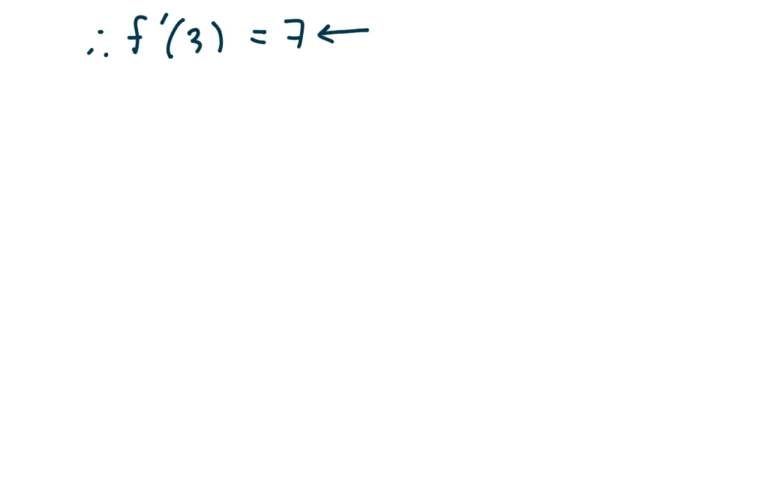 ∴ f'(3) = 7 ←